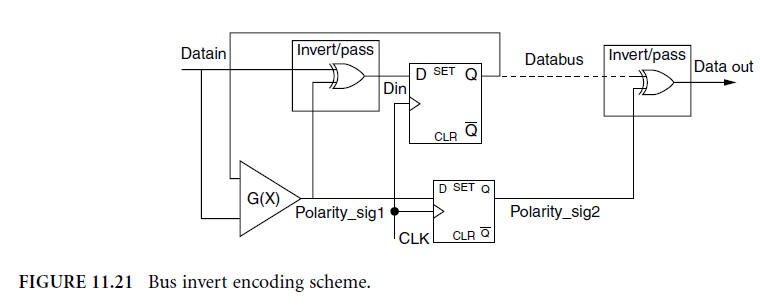 Datain
Invert/pass
Din
D SET Q
CLR Q
Databus
Invert/pass
Data out
G(X)
Polarity_sig1
CLK
D SET Q
CLR Q
Polarity_sig2
FIGURE 11.21 Bus invert encoding scheme.